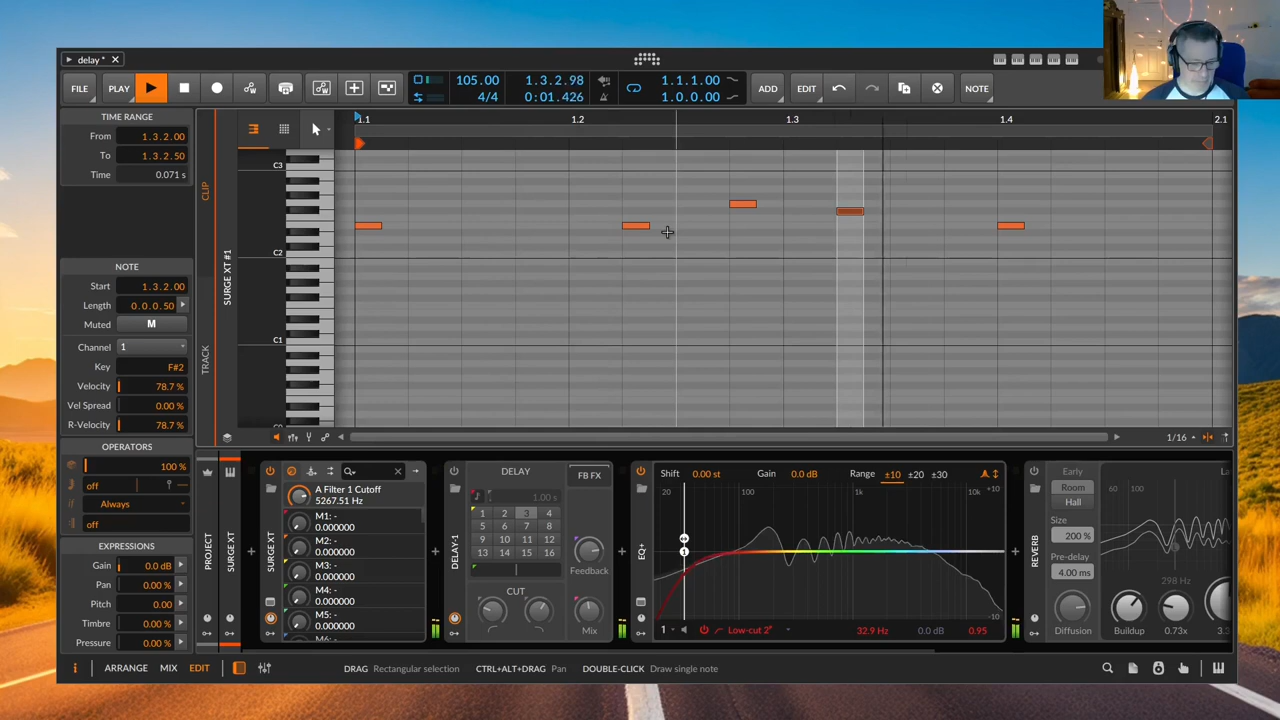 delay *
FILE PLAY 105.00 4/4 1.3.2.98 0:01.426 1.1.1.00 1.0.0.00 ADD EDIT NOTE
TIME RANGE
From 1.3.2.00
To 1.3.2.50
Time 0.071 s
NOTE
Start 1.3.2.00
Length 0.0.0.50
Muted M
Channel 1
Key F#2
Velocity 78.7 %
Vel Spread 0.00 %
R-Velocity 78.7 %
OPERATORS
100 %
off
Always
off
EXPRESSIONS
Gain 0.0 dB
Pan 0.00 %
Pitch 0.00
Timbre 0.00 %
Pressure 0.00 %
CLIP
TRACK
SURGE XT #1
1.1 1.2 1.3 1.4 2.1
C3
C2
C1
1/16
PROJECT
SURGE XT
SURGE XT
A Filter 1 Cutoff
5267.51 Hz
M1: -
0.000000
M2: -
0.000000
M3: -
0.000000
M4: -
0.000000
M5: -
0.000000
DELAY-1
DELAY
1.00 s
1 2 3 4
5 6 7 8
9 10 11 12
13 14 15 16
CUT
FB FX
Feedback
Mix
EQ+
Shift 0.00 st Gain 0.0 dB Range ±10 ±20 ±30
20 100 1k 10k +10
-10
1
1 Low-cut 2* 32.9 Hz 0.0 dB 0.95
REVERB
Early
Room
Hall
Size
200 %
Pre-delay
4.00 ms
Diffusion
60 100
298 Hz
Buildup 0.73x
ARRANGE MIX EDIT DRAG Rectangular selection CTRL+ALT+DRAG Pan DOUBLE-CLICK Draw single note